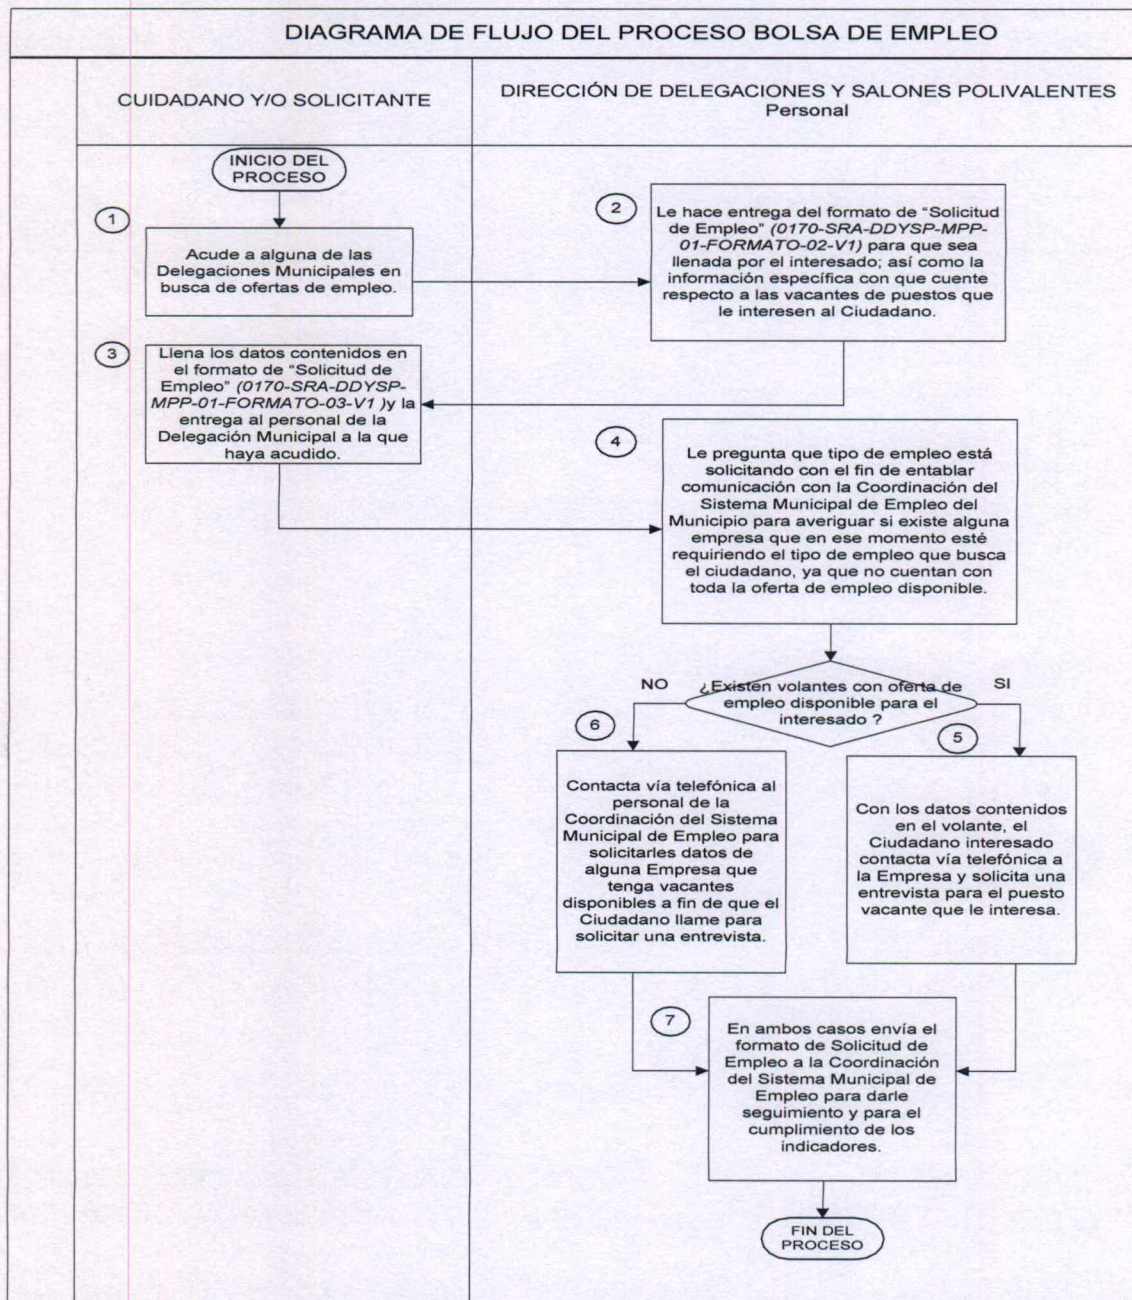 DIAGRAMA DE FLUJO DEL PROCESO BOLSA DE EMPLEO
CUIDADANO Y/O SOLICITANTE
DIRECCIÓN DE DELEGACIONES Y SALONES POLIVALENTES
Personal
INICIO DEL
PROCESO
1
Acude a alguna de las
Delegaciones Municipales en
busca de ofertas de empleo.
2
Le hace entrega del formato de “Solicitud
de Empleo” (0170-SRA-DDYSP-MPP-
01-FORMATO-02-V1) para que sea
llenada por el interesado; así como la
información específica con que cuente
respecto a las vacantes de puestos que
le interesen al Ciudadano.
3
Llena los datos contenidos en
el formato de “Solicitud de
Empleo” (0170-SRA-DDYSP-
MPP-01-FORMATO-03-V1 )y la
entrega al personal de la
Delegación Municipal a la que
haya acudido.
4
Le pregunta que tipo de empleo está
solicitando con el fin de entablar
comunicación con la Coordinación del
Sistema Municipal de Empleo del
Municipio para averiguar si existe alguna
empresa que en ese momento esté
requiriendo el tipo de empleo que busca
el ciudadano, ya que no cuentan con
toda la oferta de empleo disponible.
NO
¿Existen volantes con oferta de
empleo disponible para el
interesado ?
SI
6
Contacta vía telefónica al
personal de la
Coordinación del Sistema
Municipal de Empleo para
solicitarles datos de
alguna Empresa que
tenga vacantes
disponibles a fin de que el
Ciudadano llame para
solicitar una entrevista.
5
Con los datos contenidos
en el volante, el
Ciudadano interesado
contacta vía telefónica a
la Empresa y solicita una
entrevista para el puesto
vacante que le interesa.
7
En ambos casos envía el
formato de Solicitud de
Empleo a la Coordinación
del Sistema Municipal de
Empleo para darle
seguimiento y para el
cumplimiento de los
indicadores.
FIN DEL
PROCESO